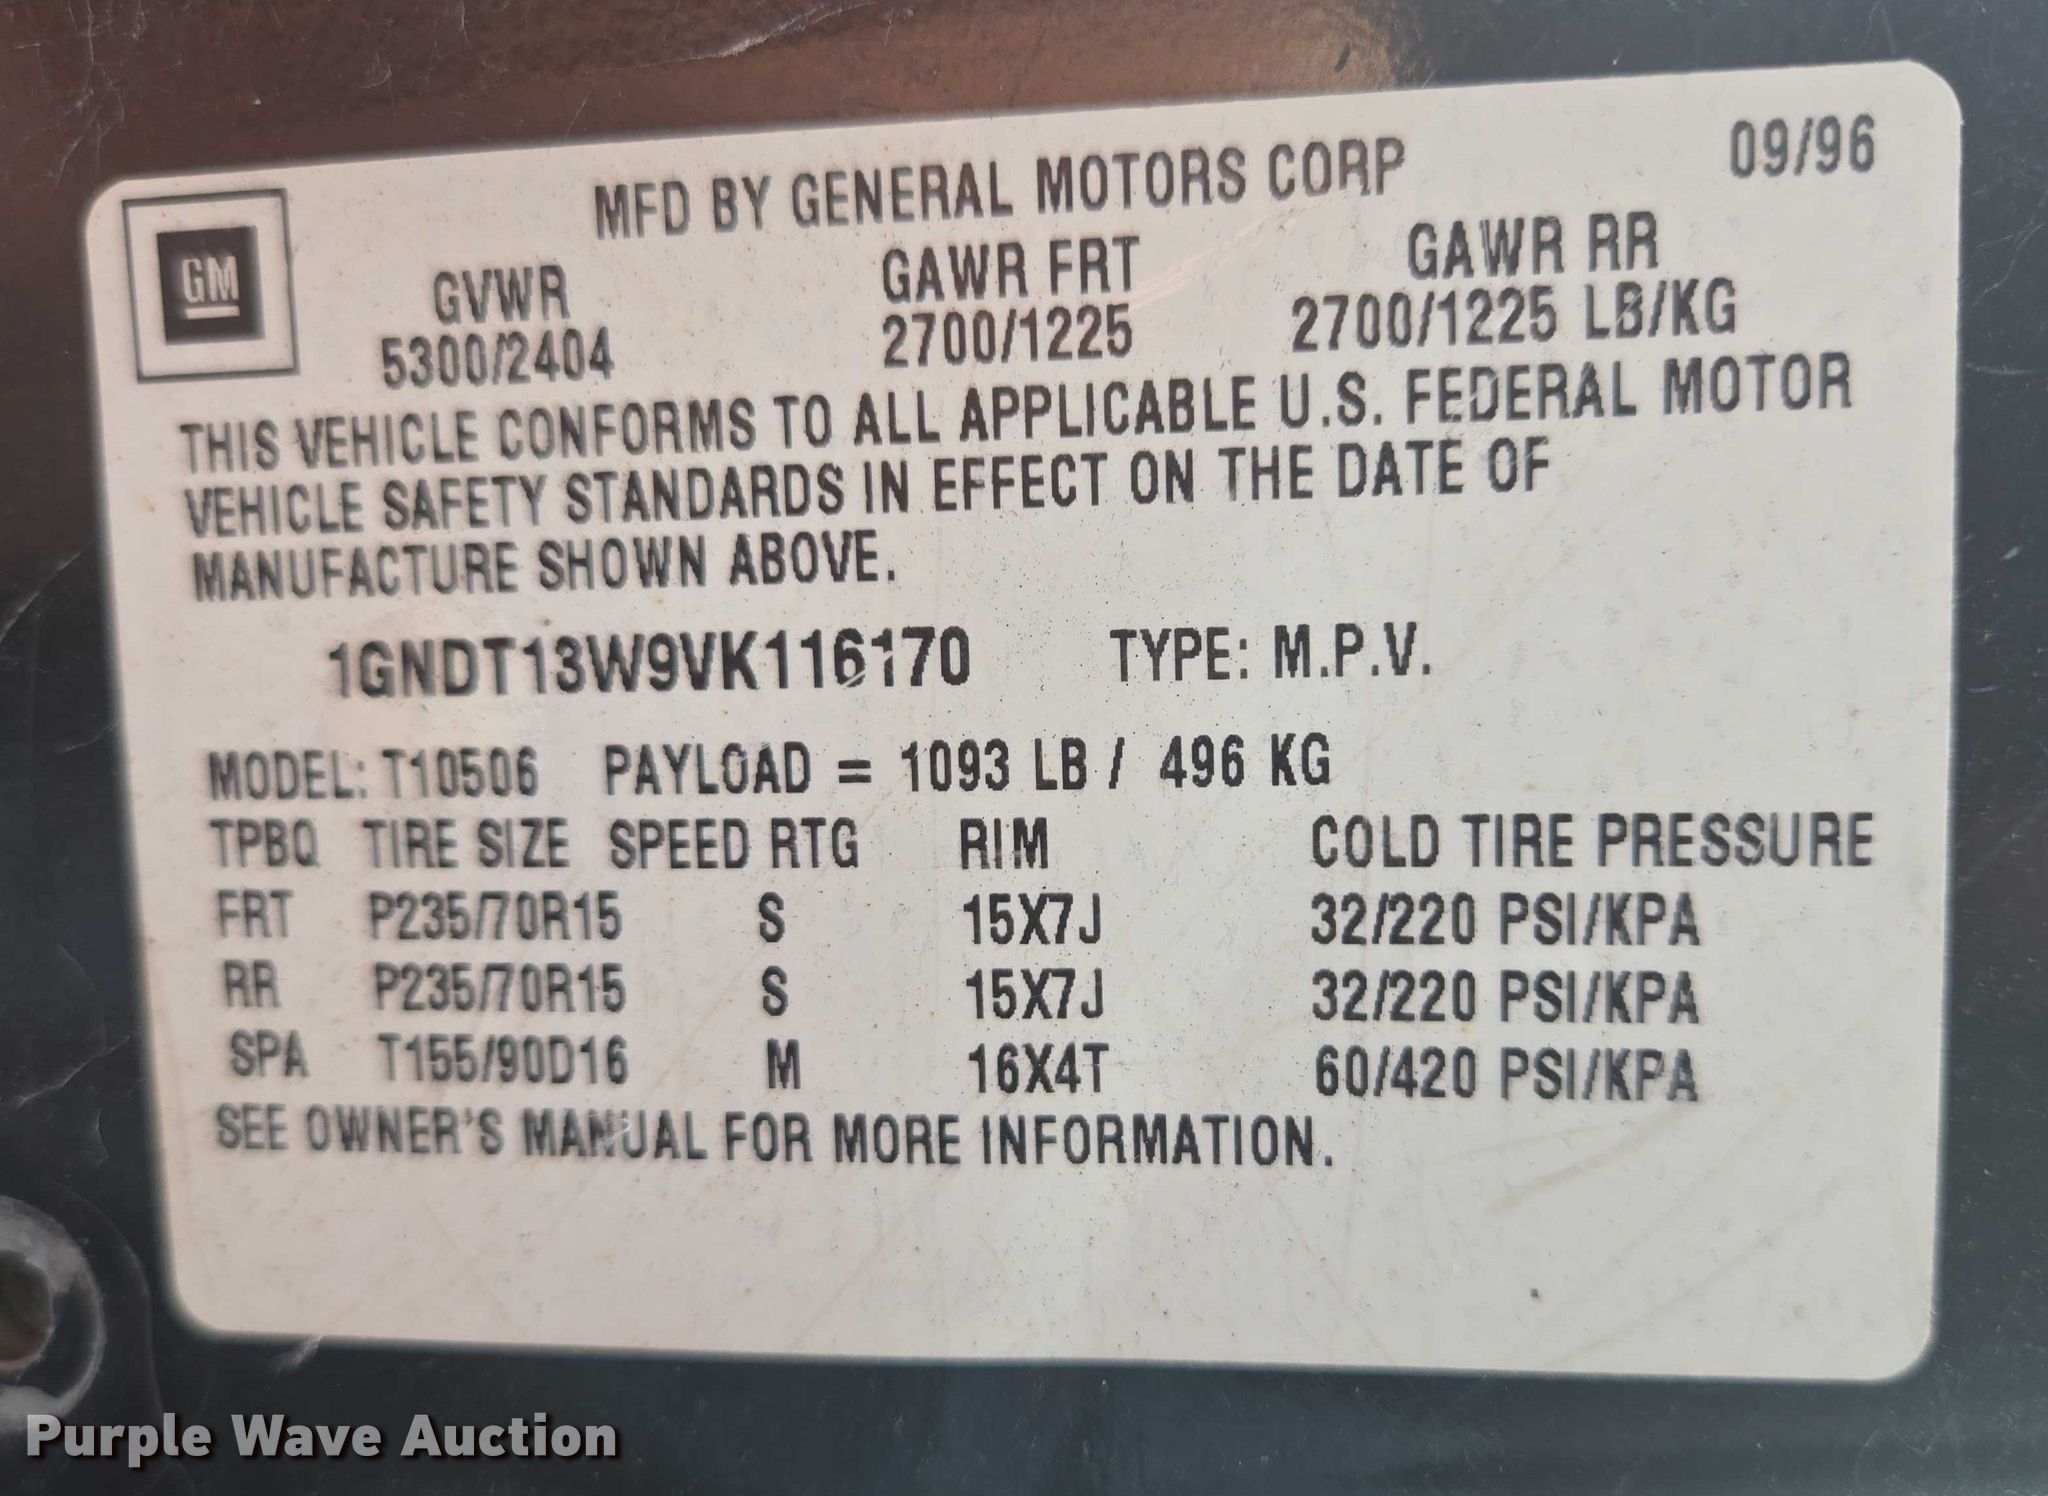 09/96
MFD BY GENERAL MOTORS CORP
GM
GVWR GAWR FRT GAWR RR
5300/2404 2700/1225 2700/1225 LB/KG
THIS VEHICLE CONFORMS TO ALL APPLICABLE U.S. FEDERAL MOTOR
VEHICLE SAFETY STANDARDS IN EFFECT ON THE DATE OF
MANUFACTURE SHOWN ABOVE.
1GNDT13W9VK116170 TYPE: M.P.V.
MODEL: T10506 PAYLOAD = 1093 LB / 496 KG
TPBQ TIRE SIZE SPEED RTG RIM COLD TIRE PRESSURE
FRT P235/70R15 S 15X7J 32/220 PSI/KPA
RR P235/70R15 S 15X7J 32/220 PSI/KPA
SPA T155/90D16 M 16X4T 60/420 PSI/KPA
SEE OWNER'S MANUAL FOR MORE INFORMATION.
Purple Wave Auction